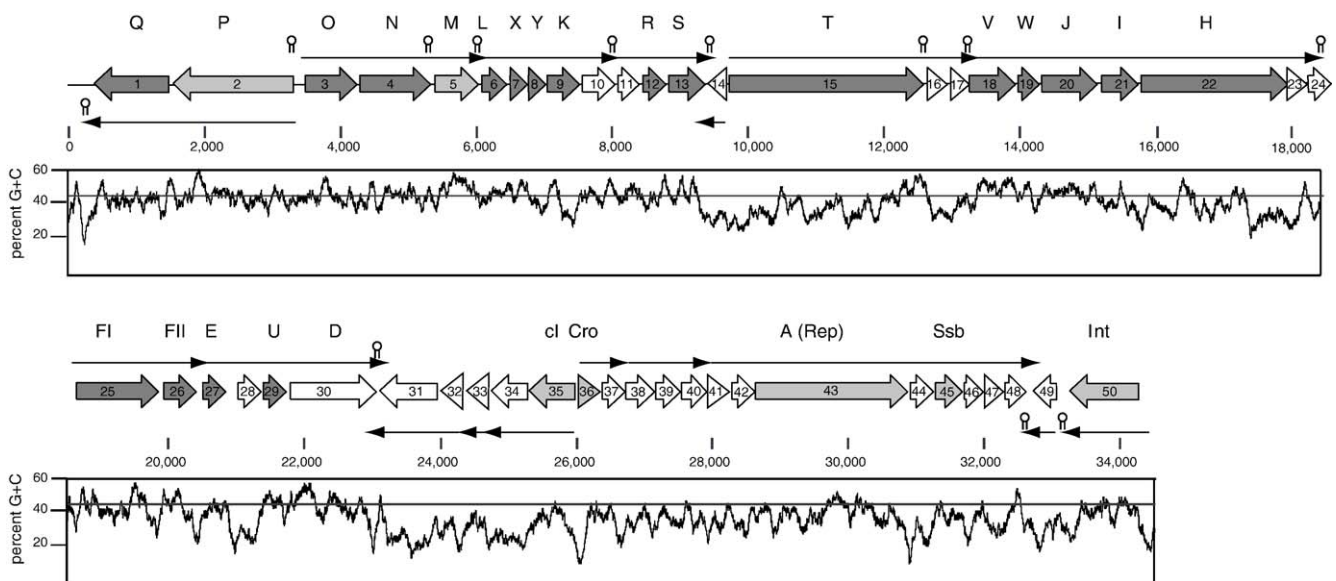 Q P O N M L X Y K R S T V W J I H
1 2 3 4 5 6 7 8 9 10 11 12 13 14 15 16 17 18 19 20 21 22 23 24
0 2,000 4,000 6,000 8,000 10,000 12,000 14,000 16,000 18,000
percent G+C
60
40
20
FI FII E U D cI Cro A (Rep) Ssb Int
25 26 27 28 29 30 31 32 33 34 35 36 37 38 39 40 41 42 43 44 45 46 47 48 49 50
20,000 22,000 24,000 26,000 28,000 30,000 32,000 34,000
percent G+C
60
40
20